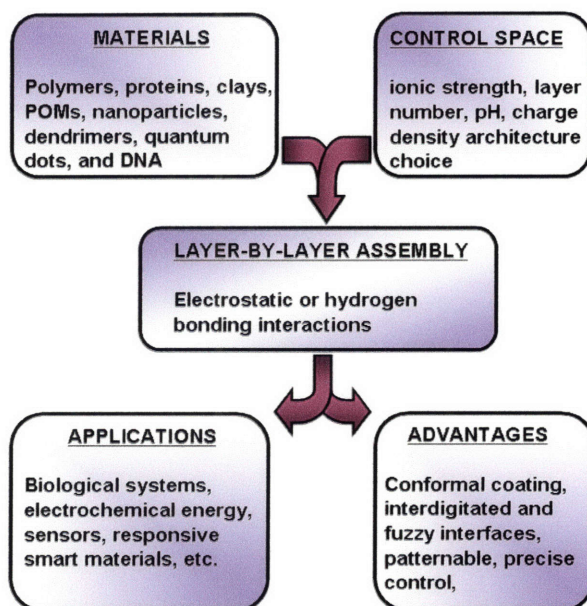 MATERIALS
Polymers, proteins, clays,
POMs, nanoparticles,
dendrimers, quantum
dots, and DNA
CONTROL SPACE
ionic strength, layer
number, pH, charge
density architecture
choice
LAYER-BY-LAYER ASSEMBLY
Electrostatic or hydrogen
bonding interactions
APPLICATIONS
Biological systems,
electrochemical energy,
sensors, responsive
smart materials, etc.
ADVANTAGES
Conformal coating,
interdigitated and
fuzzy interfaces,
patternable, precise
control,